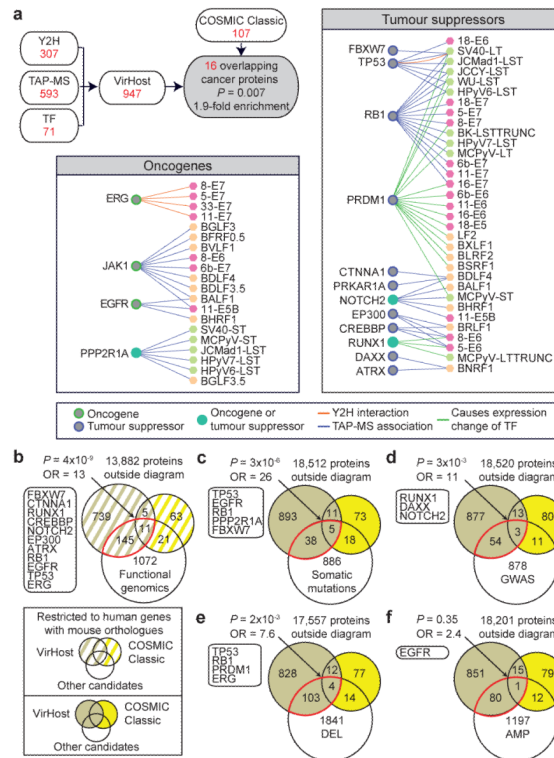 a
Y2H
307
TAP-MS
593
TF
71
VirHost
947
COSMIC Classic
107
16 overlapping
cancer proteins
P = 0.007
1.9-fold enrichment
Oncogenes
ERG
JAK1
EGFR
PPP2R1A
8-E7
5-E7
33-E7
11-E7
BGLF3
BFRF0.5
BVLF1
8-E6
6b-E7
BDLF4
BDLF3.5
BALF1
11-E5B
BHRF1
SV40-ST
MCPyV-ST
JCMad1-LST
HPyV7-LST
HPyV6-LST
BGLF3.5
Tumour suppressors
FBXW7
TP53
RB1
PRDM1
CTNNA1
PRKAR1A
NOTCH2
EP300
CREBBP
RUNX1
DAXX
ATRX
18-E6
SV40-LT
JCMad1-LST
JCCY-LST
WU-LST
HPyV6-LST
18-E7
5-E7
8-E7
BK-LSTTRUNC
HPyV7-LST
MCPyV-LT
6b-E7
11-E7
16-E7
6b-E6
11-E6
16-E6
18-E5
LF2
BXLF1
BLRF2
BSRF1
BDLF4
BALF1
MCPyV-ST
BHRF1
11-E5B
BRLF1
8-E6
5-E6
MCPyV-LTTRUNC
BNRF1
Oncogene
Tumour suppressor
Oncogene or
tumour suppressor
Y2H interaction
TAP-MS association
Causes expression
change of TF
b
P = 4x10-9
OR = 13
13,882 proteins
outside diagram
FBXW7
CTNNA1
RUNX1
CREBBP
NOTCH2
EP300
ATRX
RB1
EGFR
TP53
ERG
739
5
63
11
145
21
1072
Functional
genomics
c
P = 3x10-6
OR = 26
18,512 proteins
outside diagram
TP53
EGFR
RB1
PPP2R1A
FBXW7
893
11
73
5
38
18
886
Somatic
mutations
d
P = 3x10-3
OR = 11
18,520 proteins
outside diagram
RUNX1
DAXX
NOTCH2
877
13
80
3
54
11
878
GWAS
Restricted to human genes
with mouse orthologues
VirHost
COSMIC
Classic
Other candidates
VirHost
COSMIC
Classic
Other candidates
e
P = 2x10-3
OR = 7.6
17,557 proteins
outside diagram
TP53
RB1
PRDM1
ERG
828
12
77
4
103
14
1841
DEL
f
P = 0.35
OR = 2.4
18,201 proteins
outside diagram
EGFR
851
15
79
1
80
12
1197
AMP